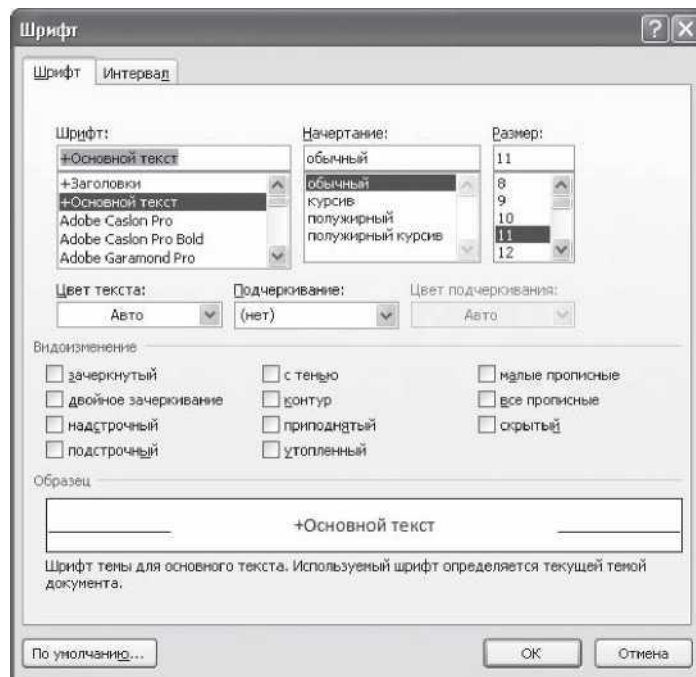 Шрифт
Шрифт Интервал
Шрифт: Начертание: Размер:
+Основной текст обычный 11
+Заголовки обычный 8
+Основной текст курсив 9
Adobe Caslon Pro полужирный 10
Adobe Caslon Pro Bold полужирный курсив 11
Adobe Garamond Pro 12
Цвет текста: Подчеркивание: Цвет подчеркивания:
Авто (нет) Авто
Видоизменение
зачеркнутый с тенью малые прописные
двойное зачеркивание контур все прописные
надстрочный приподнятый скрытый
подстрочный утопленный
Образец
+Основной текст
Шрифт темы для основного текста. Используемый шрифт определяется текущей темой
документа.
По умолчанию... ОК Отмена